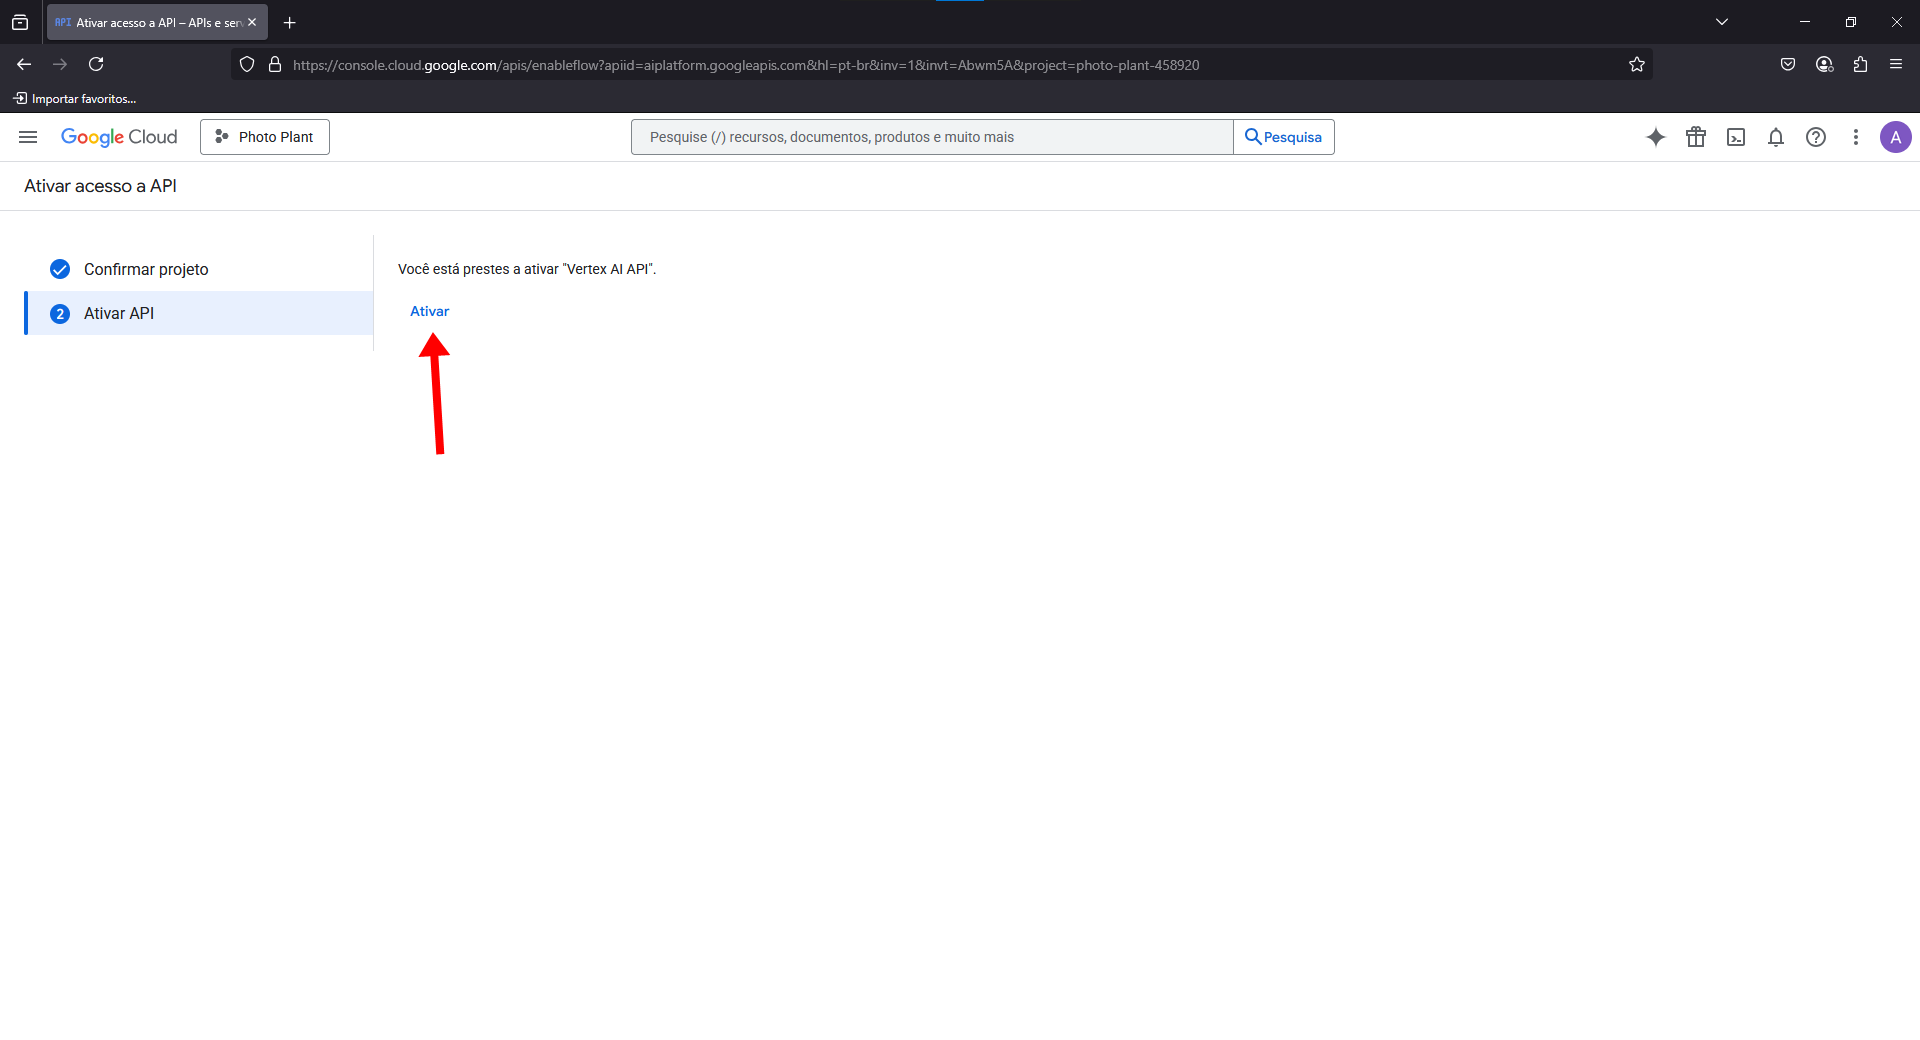 API Ativar acesso a API – APIs e ser
https://console.cloud.google.com/apis/enableflow?apiid=aiplatform.googleapis.com&hl=pt-br&inv=1&invt=Abwm5A&project=photo-plant-458920
Importar favoritos...
Google Cloud
Photo Plant
Pesquise (/) recursos, documentos, produtos e muito mais
Pesquisa
A
Ativar acesso a API
Confirmar projeto
2 Ativar API
Você está prestes a ativar "Vertex AI API".
Ativar